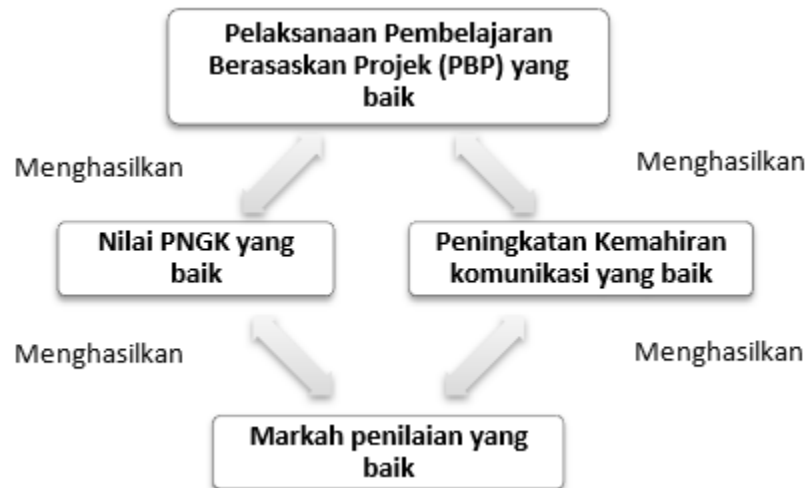 Pelaksanaan Pembelajaran
Berasaskan Projek (PBP) yang
baik
Menghasilkan
Menghasilkan
Nilai PNGK yang
baik
Peningkatan Kemahiran
komunikasi yang baik
Menghasilkan
Menghasilkan
Markah penilaian yang
baik